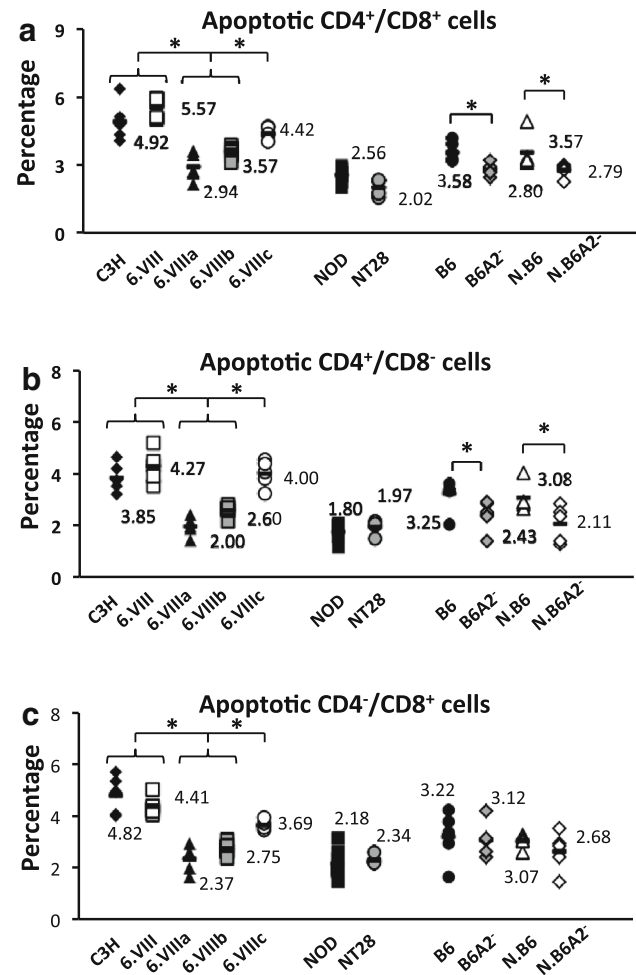 a
Apoptotic CD4⁺/CD8⁺ cells
Percentage
9
6
3
0
*
*
*
*
4.92
5.57
2.94
3.57
4.42
2.56
2.02
3.58
2.80
3.57
2.79
C3H
6.VIII
6.VIIIa
6.VIIIb
6.VIIIc
NOD
NT28
B6
B6A2⁻
N.B6
N.B6A2⁻
b
Apoptotic CD4⁺/CD8⁻ cells
Percentage
8
6
4
2
0
*
*
*
*
3.85
4.27
2.00
2.60
4.00
1.80
1.97
3.25
2.43
3.08
2.11
C3H
6.VIII
6.VIIIa
6.VIIIb
6.VIIIc
NOD
NT28
B6
B6A2⁻
N.B6
N.B6A2⁻
c
Apoptotic CD4⁻/CD8⁺ cells
Percentage
8
6
4
2
0
*
*
4.82
4.41
2.37
2.75
3.69
2.18
2.34
3.22
3.12
3.07
2.68
C3H
6.VIII
6.VIIIa
6.VIIIb
6.VIIIc
NOD
NT28
B6
B6A2⁻
N.B6
N.B6A2⁻